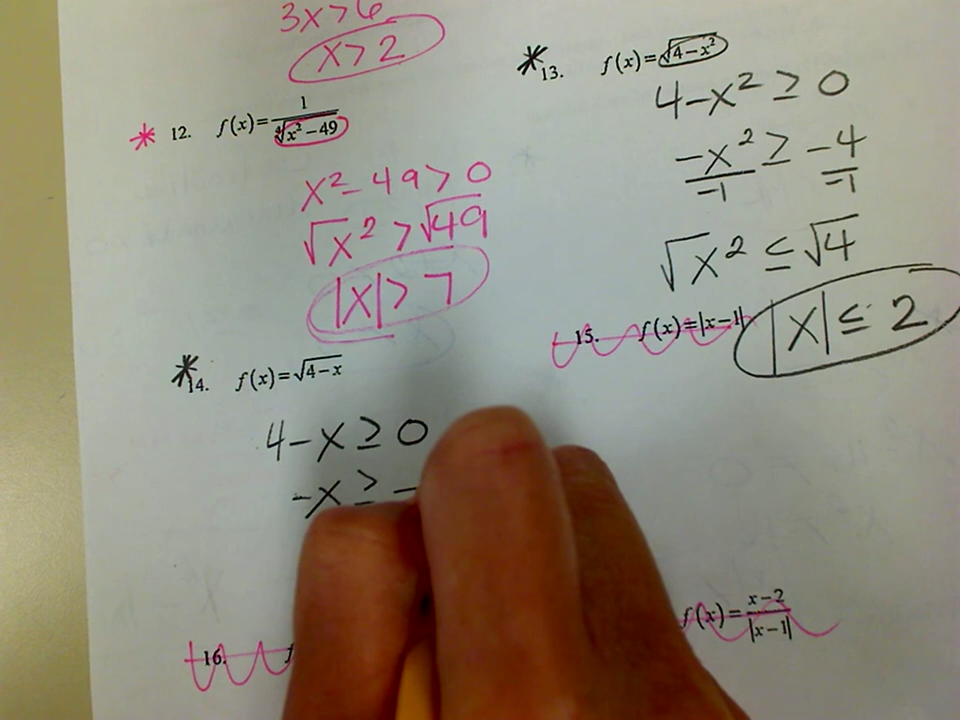 3x>6
x>2
* 12. f(x)=1/∜(x²-49)
x²-49>0
√x²>√49
|x|>7
* 13. f(x)=√(4-x²)
4-x²≥0
-x²/-1≥-4/-1
√x²≤√4
|x|≤2
* 14. f(x)=√(4-x)
4-x≥0
-x≥-
15. f(x)=|x-1|
16. f
f(x)=(x-2)/|x-1|